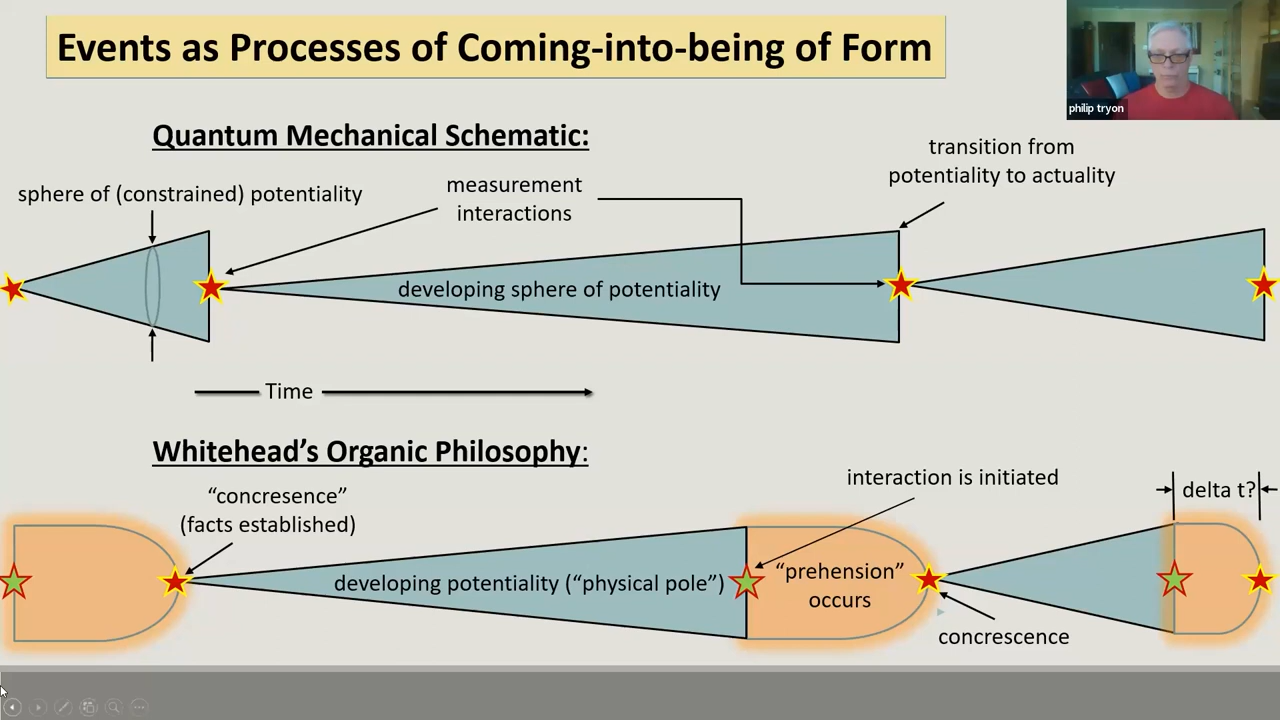 Events as Processes of Coming-into-being of Form
philip tryon
Quantum Mechanical Schematic:
transition from
potentiality to actuality
sphere of (constrained) potentiality
measurement
interactions
developing sphere of potentiality
Time
Whitehead’s Organic Philosophy:
interaction is initiated
delta t?
“concresence”
(facts established)
developing potentiality (“physical pole”)
“prehension”
occurs
concrescence